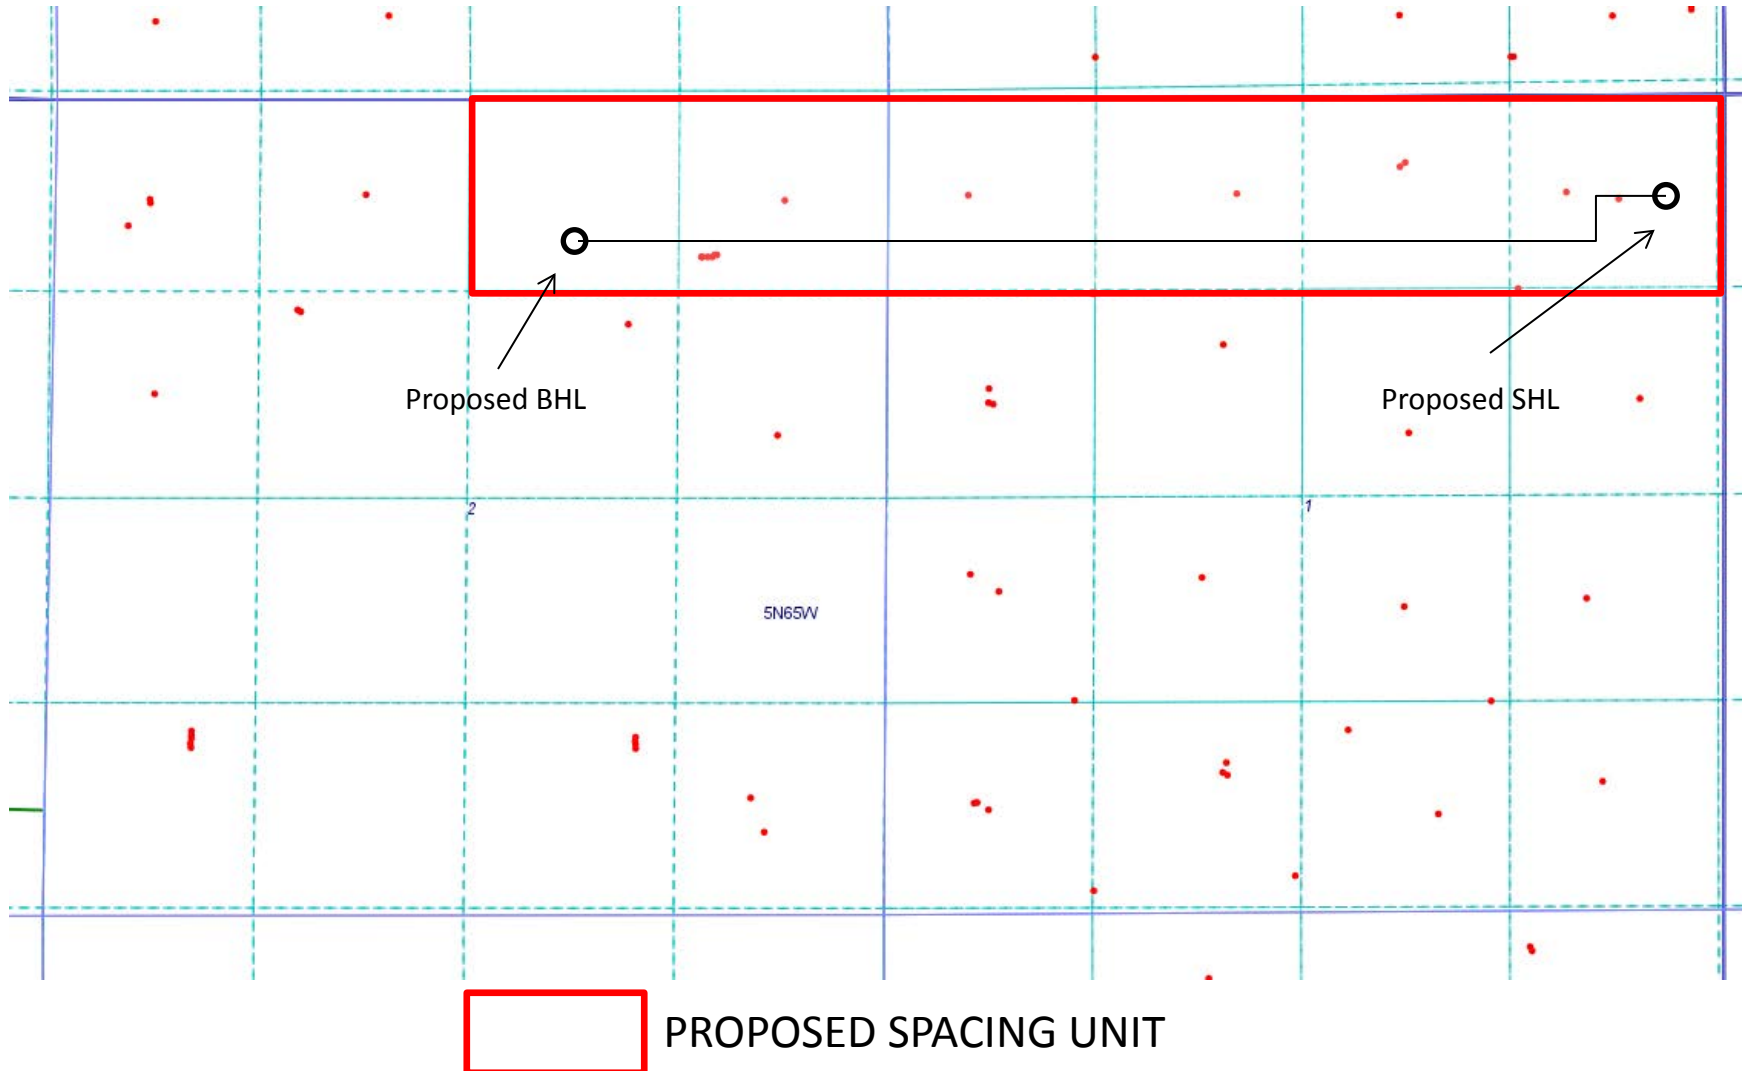 Proposed BHL
Proposed SHL
2
1
5N65W
PROPOSED SPACING UNIT